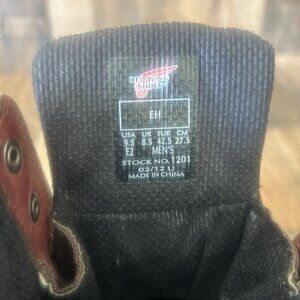 RED WING
SHOES
EH
USA UK EUR CM
9.5 8.5 42.5 27.5
E2 MEN'S
STOCK NO. 1201
02/12 U
MADE IN CHINA